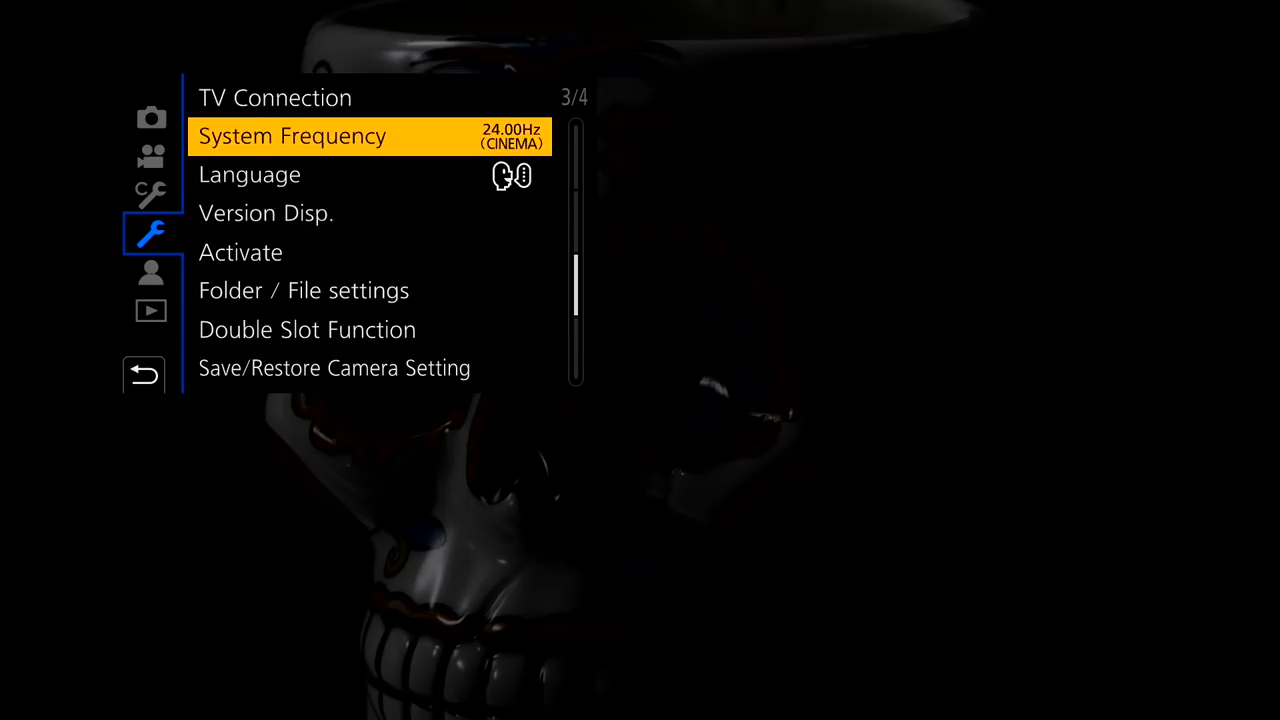 TV Connection 3/4
System Frequency 24.00Hz
(CINEMA)
Language
C
Version Disp.
Activate
Folder / File settings
Double Slot Function
Save/Restore Camera Setting